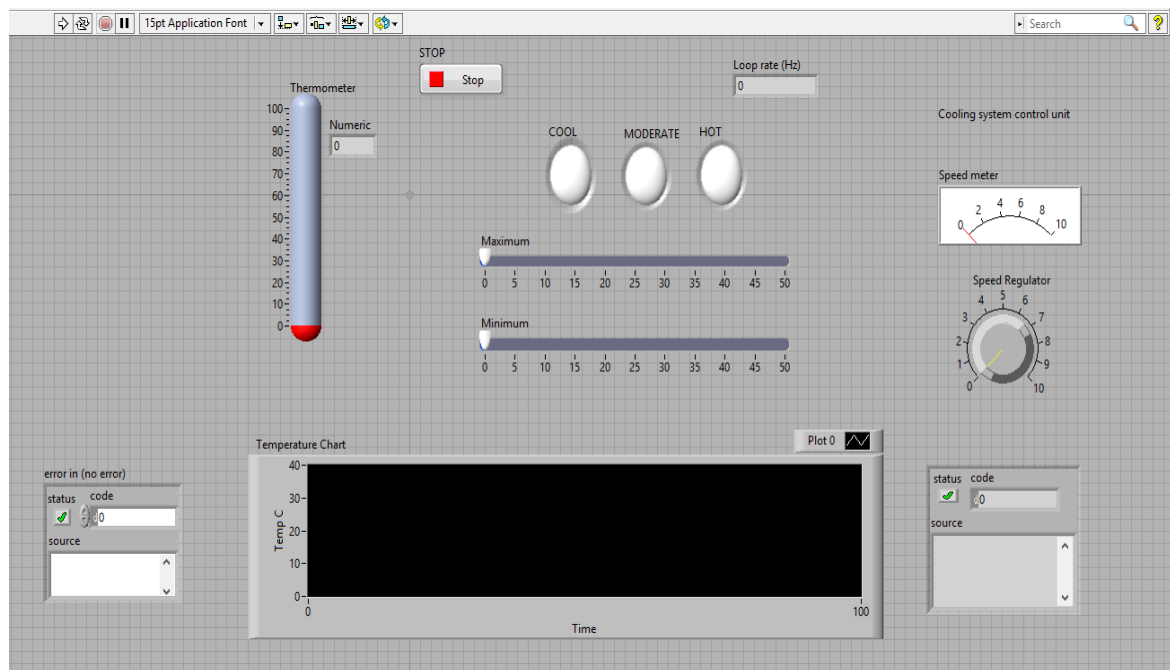 15pt Application Font
Search
?
STOP
Stop
Loop rate (Hz)
0
Thermometer
100
90
80
70
60
50
40
30
20
10
0
Numeric
0
COOL MODERATE HOT
Cooling system control unit
Speed meter
0 2 4 6 8 10
Maximum
0 5 10 15 20 25 30 35 40 45 50
Speed Regulator
0 1 2 3 4 5 6 7 8 9 10
Minimum
0 5 10 15 20 25 30 35 40 45 50
Temperature Chart
Plot 0
40
30
20
10
0
Temp C
0 100
Time
error in (no error)
status code
d0
source
status code
d0
source